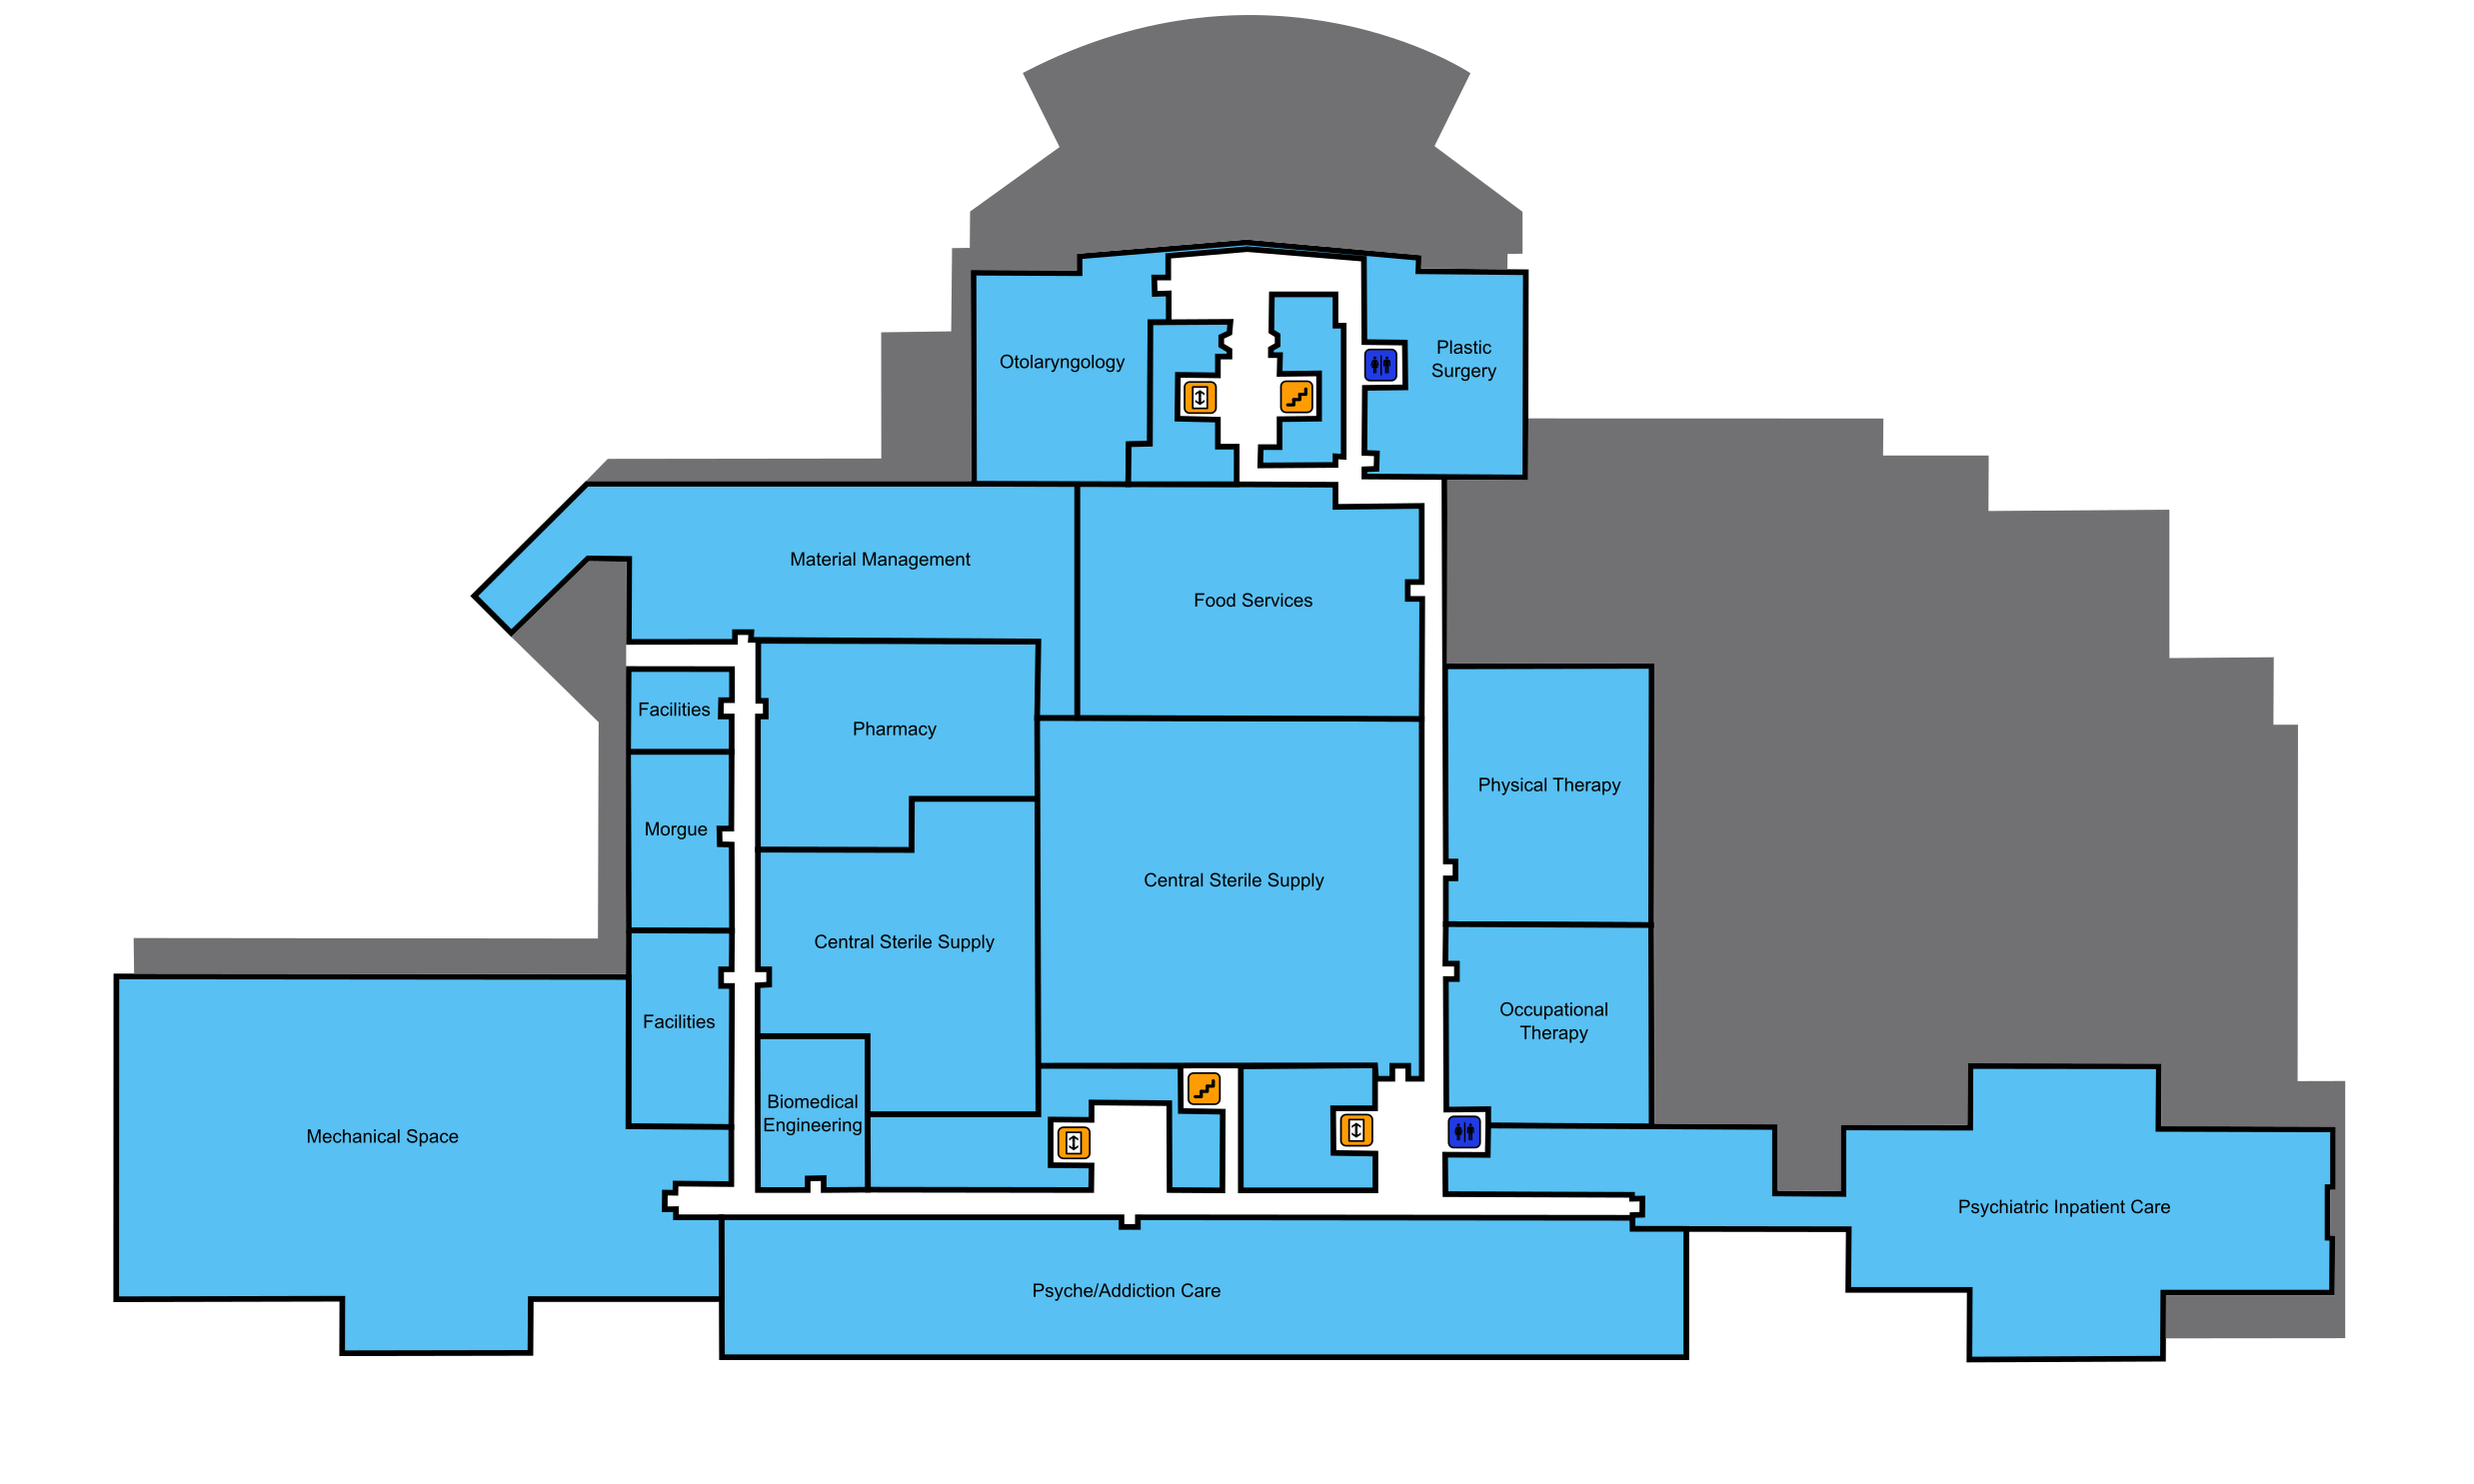 Plastic
Surgery
Otolaryngology
Material Management
Food Services
Facilities
Pharmacy
Physical Therapy
Morgue
Central Sterile Supply
Central Sterile Supply
Occupational
Therapy
Facilities
Biomedical
Engineering
Mechanical Space
Psychiatric Inpatient Care
Psyche/Addiction Care